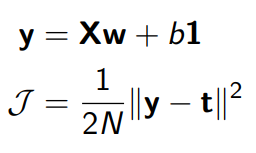 y = Xw + b1
𝒥 = 1/2N ‖y − t‖²